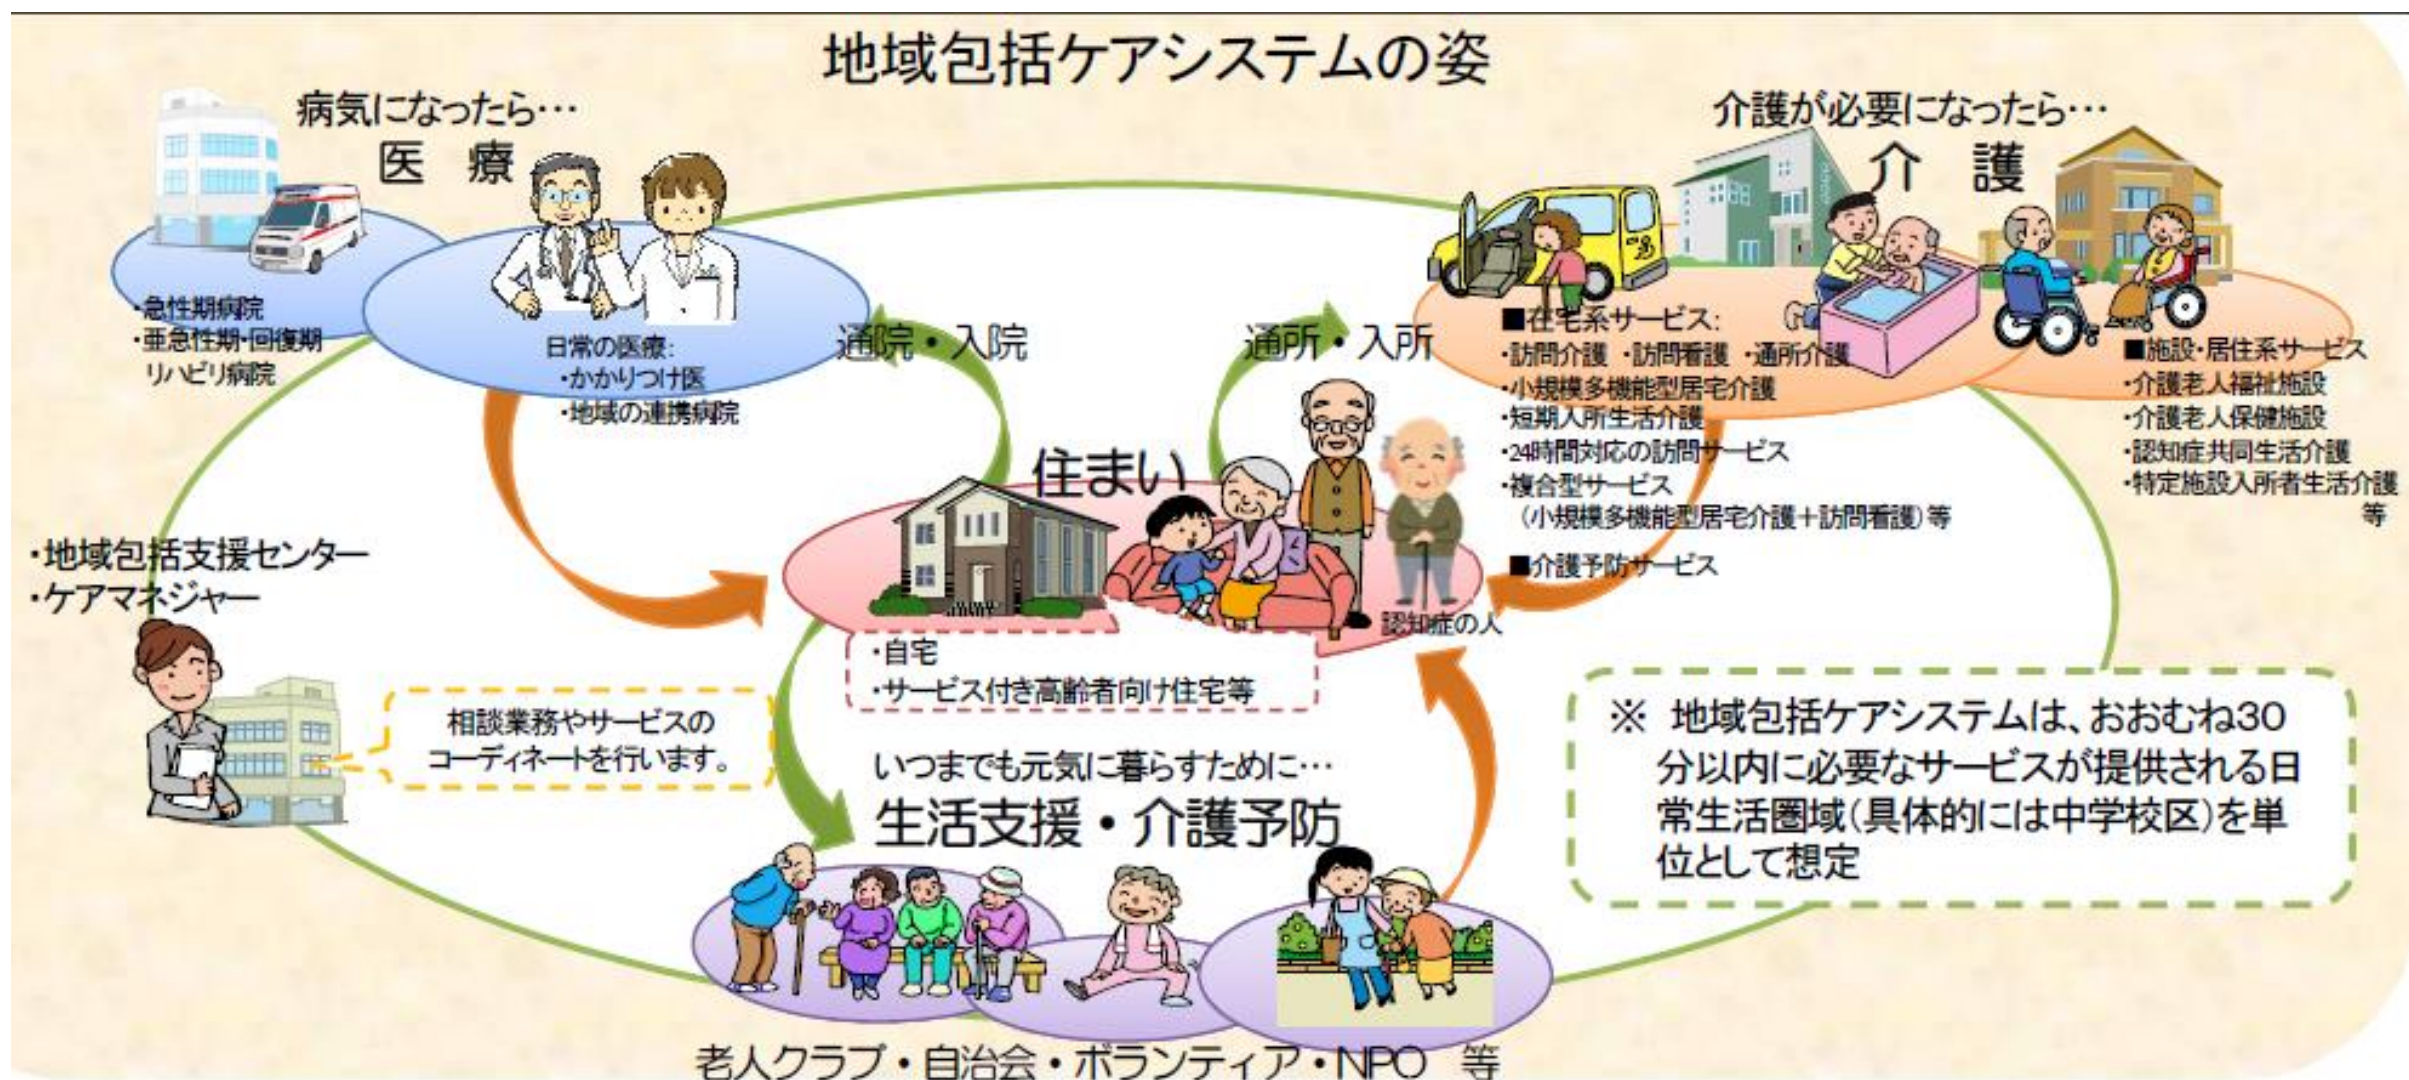 地域包括ケアシステムの姿
病気になったら…
医 療
・急性期病院
・亜急性期・回復期
リハビリ病院
日常の医療:
・かかりつけ医
・地域の連携病院
通院・入院
通所・入所
介護が必要になったら…
介 護
■在宅系サービス:
・訪問介護 ・訪問看護 ・通所介護
・小規模多機能型居宅介護
・短期入所生活介護
・24時間対応の訪問サービス
・複合型サービス
(小規模多機能型居宅介護+訪問看護)等
■介護予防サービス
■施設・居住系サービス
・介護老人福祉施設
・介護老人保健施設
・認知症共同生活介護
・特定施設入所者生活介護
等
住まい
認知症の人
・自宅
・サービス付き高齢者向け住宅等
・地域包括支援センター
・ケアマネジャー
相談業務やサービスの
コーディネートを行います。
いつまでも元気に暮らすために…
生活支援・介護予防
老人クラブ・自治会・ボランティア・NPO 等
※ 地域包括ケアシステムは、おおむね30
分以内に必要なサービスが提供される日
常生活圏域(具体的には中学校区)を単
位として想定